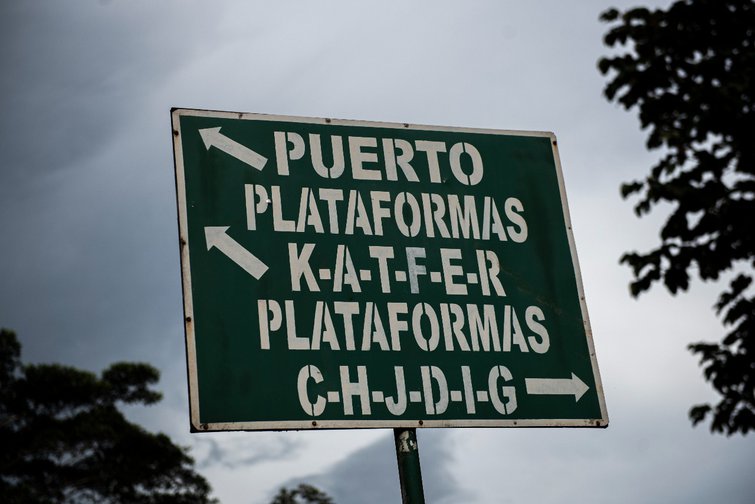 PUERTO
PLATAFORMAS
K-A-T-F-E-R
PLATAFORMAS
C-H-J-D-I-G